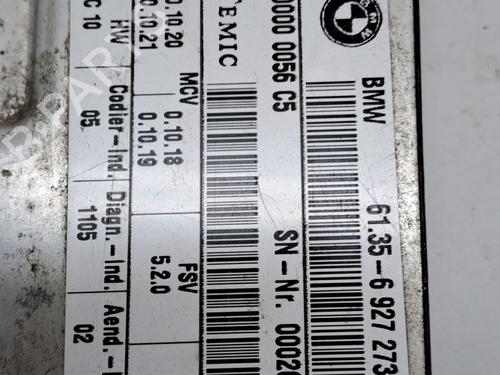 BMW 61.35-6 927 273
0000 0056 C5 SN-Nr. 0002
TEMIC
MCV FSV
0.10.20 0.10.18 5.2.0
0.10.21 0.10.19
HW Codier-Ind. Diagn.-Ind. Aend.-
C 10 05 1105 02